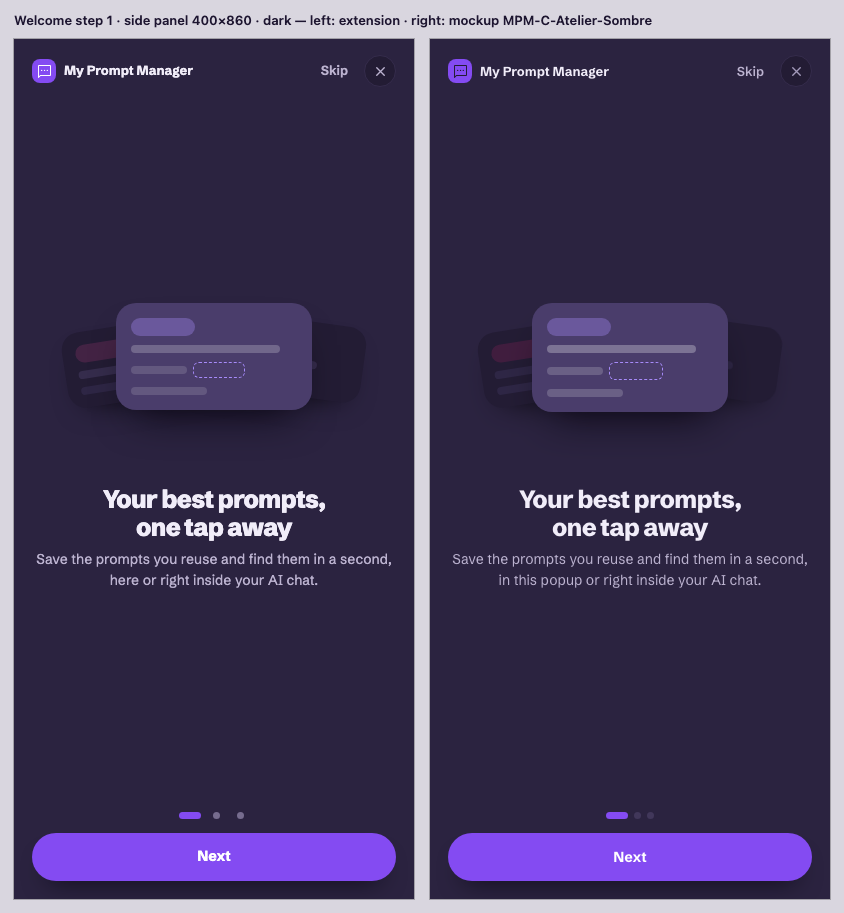 Welcome step 1 · side panel 400×860 · dark — left: extension · right: mockup MPM-C-Atelier-Sombre
My Prompt Manager
Skip
Your best prompts,
one tap away
Save the prompts you reuse and find them in a second,
here or right inside your AI chat.
Next
My Prompt Manager
Skip
Your best prompts,
one tap away
Save the prompts you reuse and find them in a second,
in this popup or right inside your AI chat.
Next